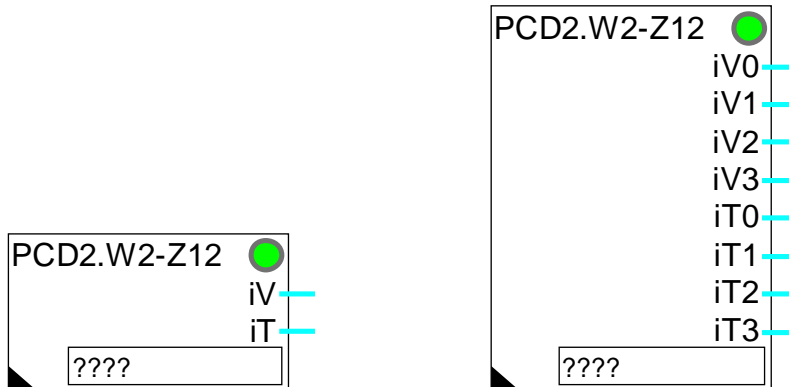 PCD2.W2-Z12
iV
iT
????
PCD2.W2-Z12
iV0
iV1
iV2
iV3
iT0
iT1
iT2
iT3
????